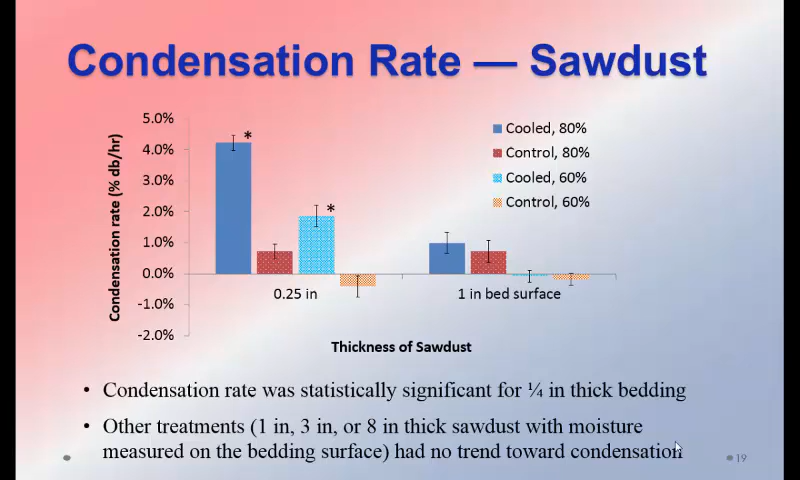 Condensation Rate — Sawdust
5.0%
4.0%
3.0%
2.0%
1.0%
0.0%
-1.0%
-2.0%
Condensation rate (% db/hr)
*
*
Cooled, 80%
Control, 80%
Cooled, 60%
Control, 60%
0.25 in
1 in bed surface
Thickness of Sawdust
• Condensation rate was statistically significant for ¼ in thick bedding
• Other treatments (1 in, 3 in, or 8 in thick sawdust with moisture
measured on the bedding surface) had no trend toward condensation
19